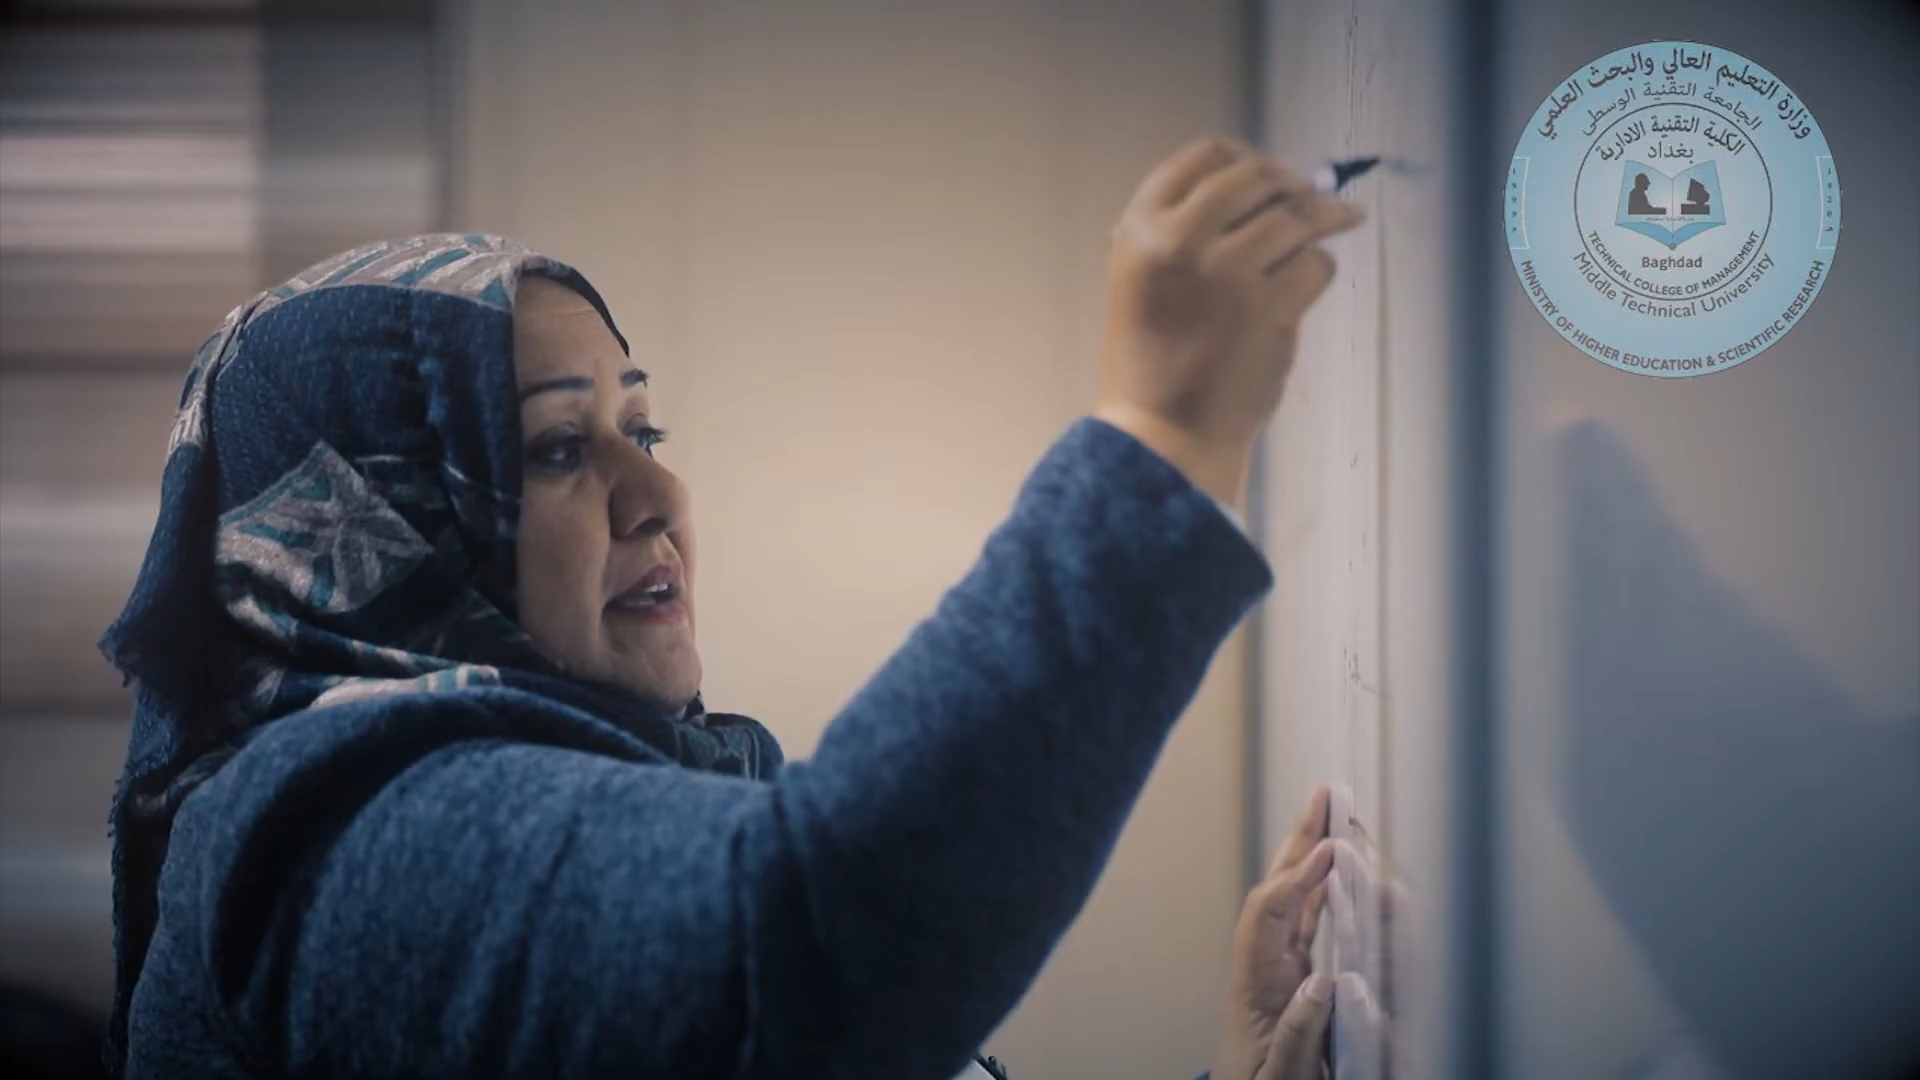 وزارة التعليم العالي والبحث العلمي
الجامعة التقنية الوسطى
الكلية التقنية الادارية
بغداد
Baghdad
TECHNICAL COLLEGE OF MANAGEMENT
Middle Technical University
MINISTRY OF HIGHER EDUCATION & SCIENTIFIC RESEARCH